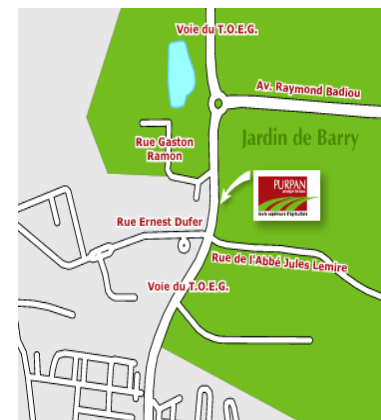 Voie du T.O.E.G.
Av. Raymond Badiou
Rue Gaston
Ramon
Jardin de Barry
PURPAN
Rue Ernest Dufer
Rue de l'Abbé Jules Lemire
Voie du T.O.E.G.